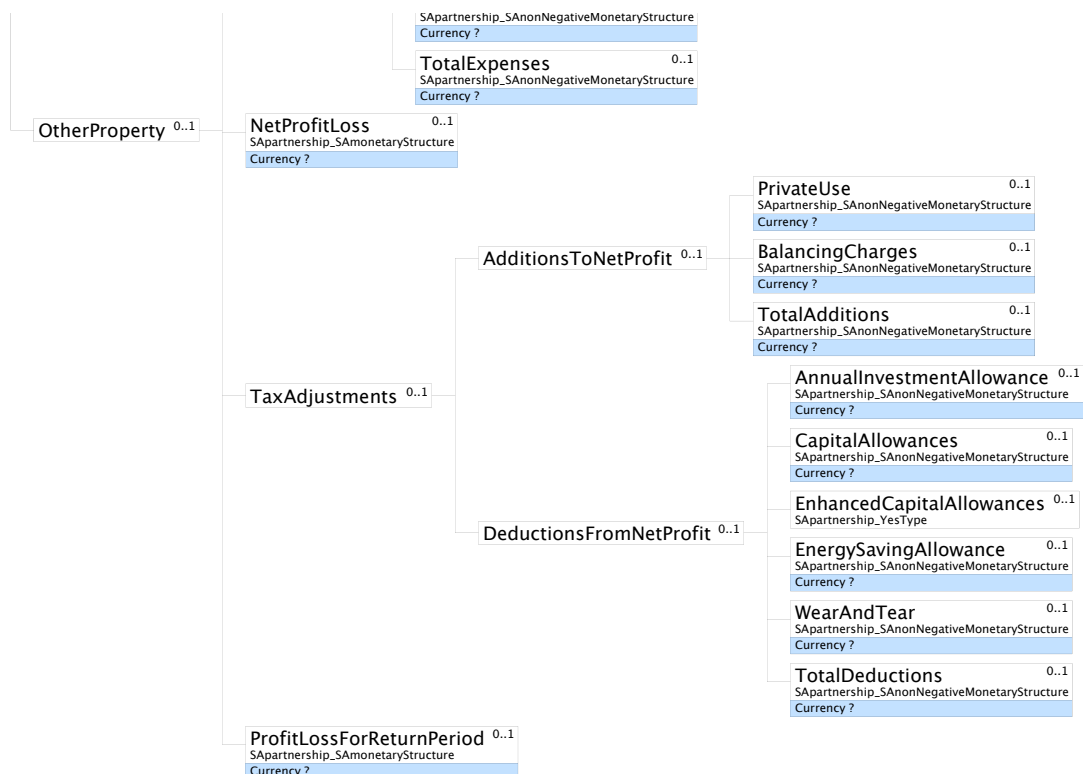 SApartnership_SAnonNegativeMonetaryStructure
Currency ?
TotalExpenses 0..1
SApartnership_SAnonNegativeMonetaryStructure
Currency ?
OtherProperty 0..1
NetProfitLoss 0..1
SApartnership_SAmonetaryStructure
Currency ?
PrivateUse 0..1
SApartnership_SAnonNegativeMonetaryStructure
Currency ?
AdditionsToNetProfit 0..1
BalancingCharges 0..1
SApartnership_SAnonNegativeMonetaryStructure
Currency ?
TotalAdditions 0..1
SApartnership_SAnonNegativeMonetaryStructure
Currency ?
TaxAdjustments 0..1
AnnualInvestmentAllowance 0..1
SApartnership_SAnonNegativeMonetaryStructure
Currency ?
CapitalAllowances 0..1
SApartnership_SAnonNegativeMonetaryStructure
Currency ?
EnhancedCapitalAllowances 0..1
SApartnership_YesType
DeductionsFromNetProfit 0..1
EnergySavingAllowance 0..1
SApartnership_SAnonNegativeMonetaryStructure
Currency ?
WearAndTear 0..1
SApartnership_SAnonNegativeMonetaryStructure
Currency ?
TotalDeductions 0..1
SApartnership_SAnonNegativeMonetaryStructure
Currency ?
ProfitLossForReturnPeriod 0..1
SApartnership_SAmonetaryStructure
Currency ?